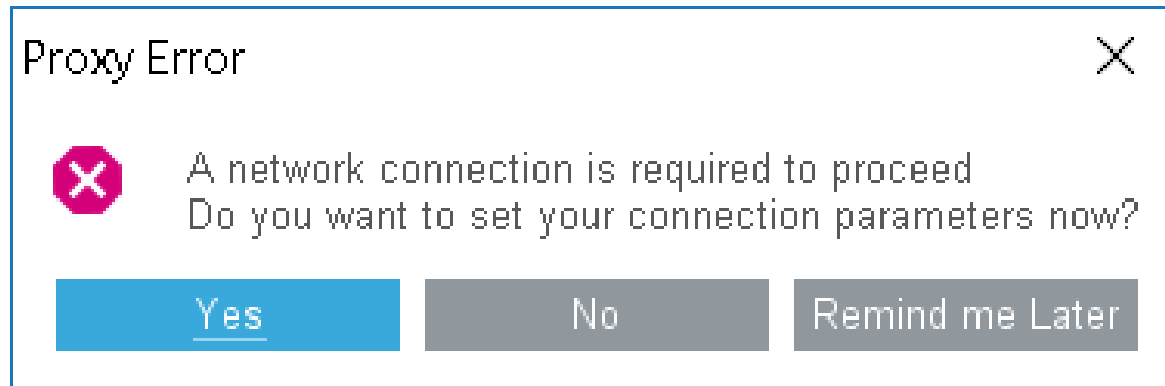 Proxy Error
A network connection is required to proceed
Do you want to set your connection parameters now?
Yes
No
Remind me Later